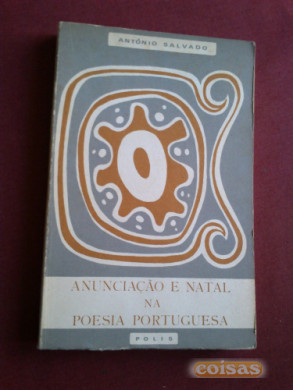 ANTÓNIO SALVADO
ANUNCIAÇÃO E NATAL
NA
POESIA PORTUGUESA
POLIS
coisas